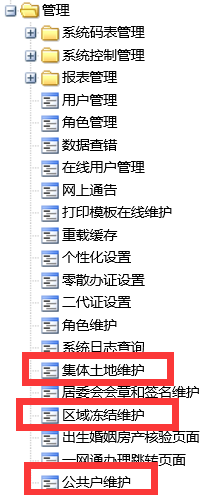 管理
系统码表管理
系统控制管理
报表管理
用户管理
角色管理
数据查错
在线用户管理
网上通告
打印模板在线维护
重载缓存
个性化设置
零散办证设置
二代证设置
角色维护
系统日志查询
集体土地维护
居委会会章和签名维护
区域冻结维护
出生婚姻房产核验页面
一网通办理跳转页面
公共户维护